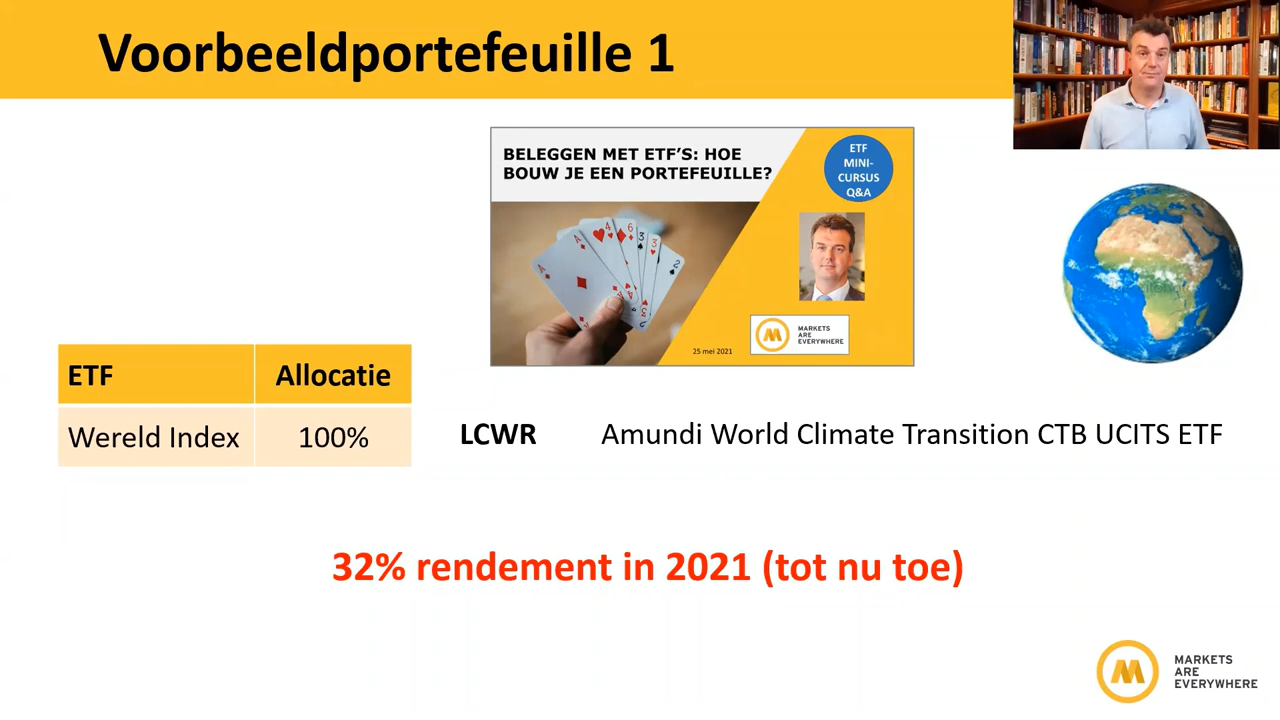 Voorbeeldportefeuille 1
BELEGGEN MET ETF'S: HOE
BOUW JE EEN PORTEFEUILLE?
ETF
MINI-
CURSUS
Q&A
MARKETS
ARE
EVERYWHERE
25 mei 2021
ETF Allocatie
Wereld Index 100%
LCWR Amundi World Climate Transition CTB UCITS ETF
32% rendement in 2021 (tot nu toe)
MARKETS
ARE
EVERYWHERE